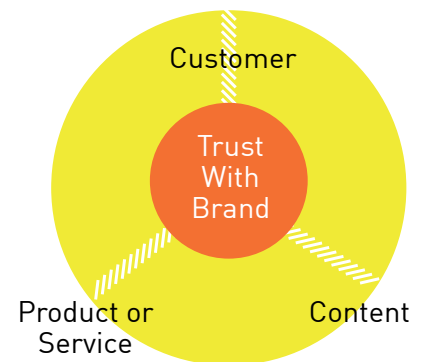 Customer
Trust
With
Brand
Product or
Service
Content